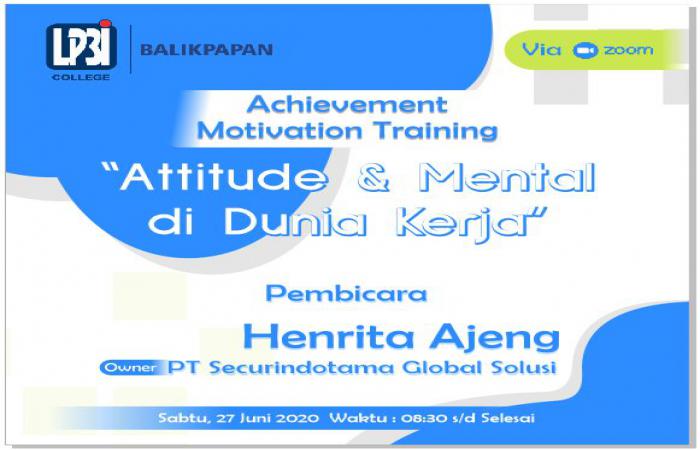 LP3I
COLLEGE
BALIKPAPAN
Via zoom
Achievement
Motivation Training
"Attitude & Mental
di Dunia Kerja"
Pembicara
Henrita Ajeng
Owner PT Securindotama Global Solusi
Sabtu, 27 Juni 2020 Waktu : 08:30 s/d Selesai